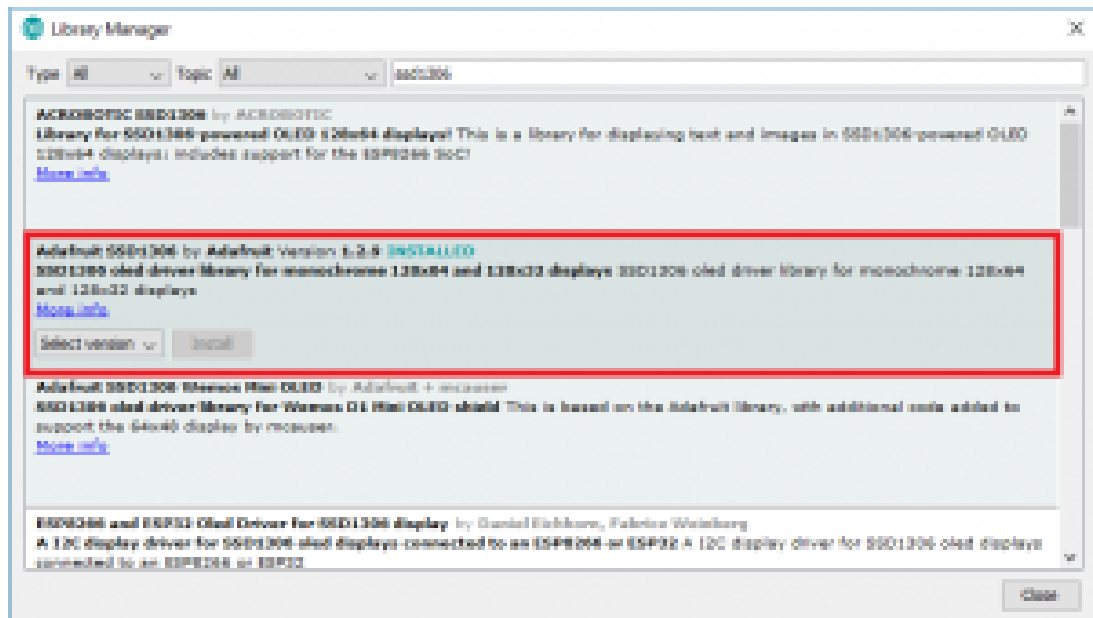 Library Manager
Type All Topic All ssd1306
ACROBOTIC SSD1306 by ACROBOTIC
Library for SSD1306-powered OLED 128x64 displays! This is a library for displaying text and images in SSD1306-powered OLED
128x64 displays; includes support for the ESP8266 SoC!
More info
Adafruit SSD1306 by Adafruit Version INSTALLED
SSD1306 oled driver library for monochrome 128x64 and 128x32 displays SSD1306 oled driver library for monochrome 128x64
and 128x32 displays
More info
Select version Install
Adafruit SSD1306 Wemos Mini OLED by Adafruit + mcauser
SSD1306 oled driver library for Wemos D1 Mini OLED shield This is based on the Adafruit library, with additional code added to
support the 64x48 display by mcauser.
More info
ESP8266 and ESP32 Oled Driver for SSD1306 display by Daniel Eichhorn, Fabrice Weinberg
A I2C display driver for SSD1306 oled displays connected to an ESP8266 or ESP32 A I2C display driver for SSD1306 oled displays
connected to an ESP8266 or ESP32
Close